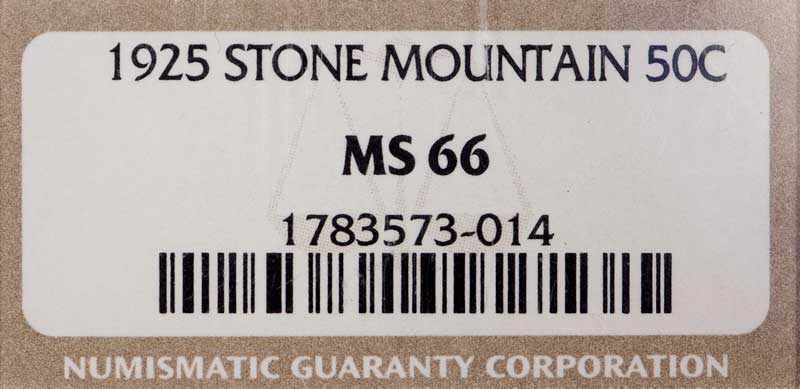 1925 STONE MOUNTAIN 50C
MS 66
1783573-014
NUMISMATIC GUARANTY CORPORATION